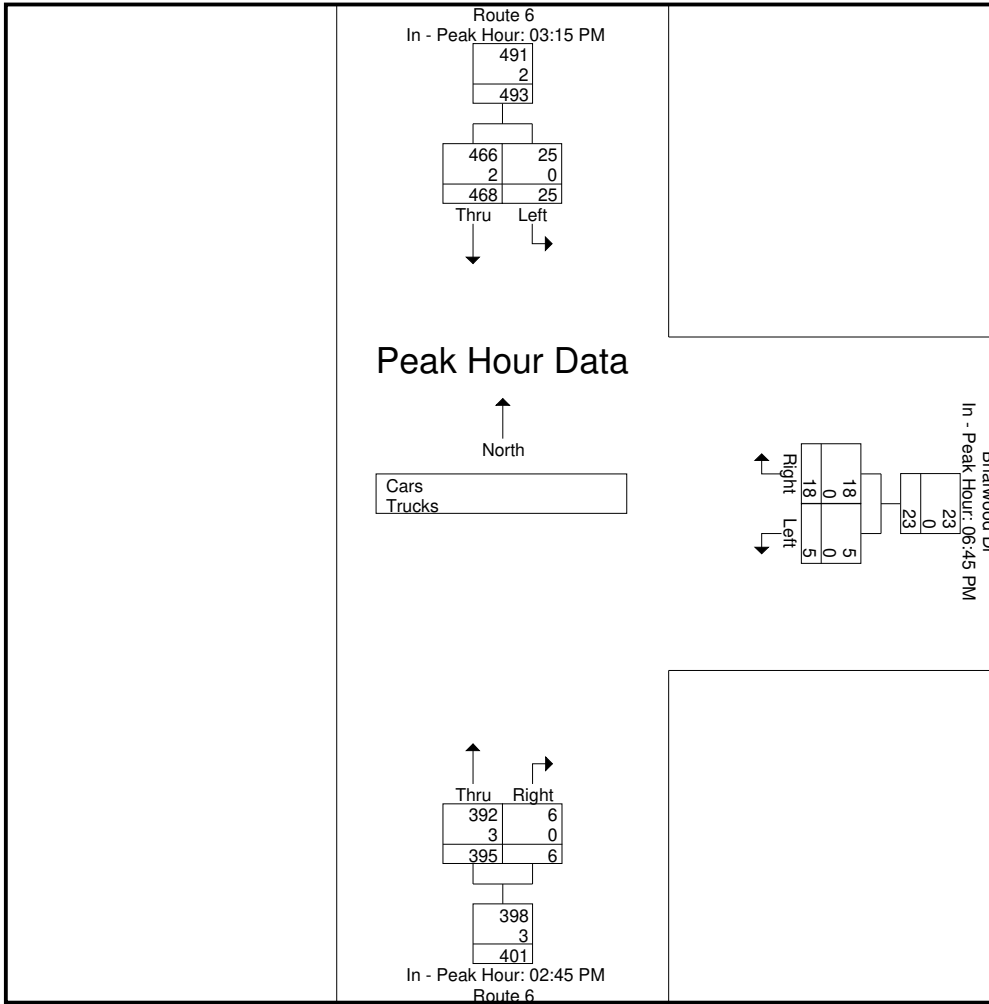 Route 6
In - Peak Hour: 03:15 PM
491
2
493
466 25
2 0
468 25
Thru Left
Peak Hour Data
North
Cars
Trucks
In - Peak Hour: 06:45 PM
23
0
23
18 5
0 0
18 5
Right Left
Thru Right
392 6
3 0
395 6
398
3
401
In - Peak Hour: 02:45 PM
Route 6